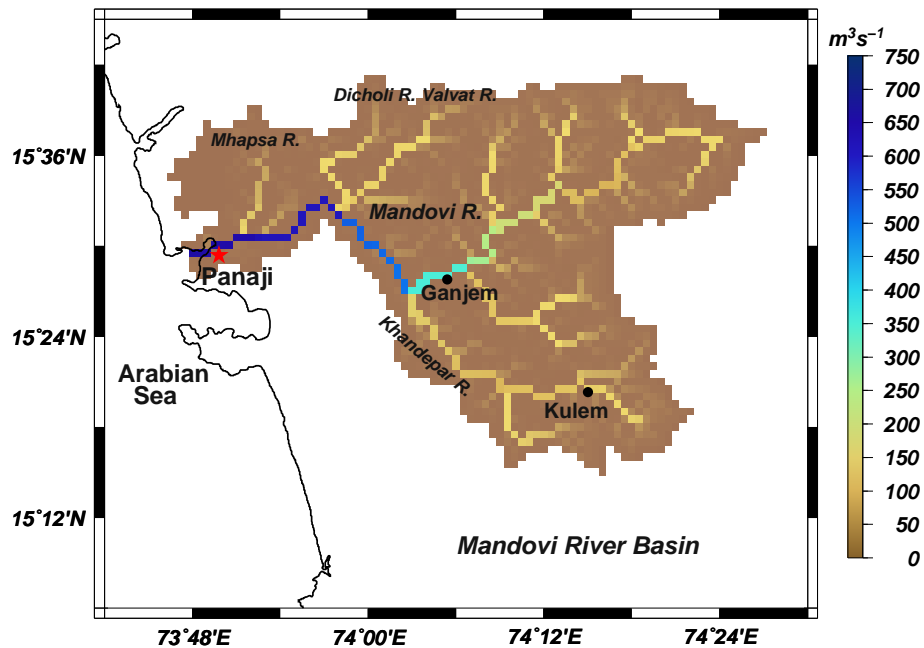 m³s⁻¹
750
700
650
600
550
500
450
400
350
300
250
200
150
100
50
0
15°36'N
15°24'N
15°12'N
73°48'E
74°00'E
74°12'E
74°24'E
Dicholi R. Valvat R.
Mhapsa R.
Mandovi R.
Panaji
Ganjem
Khandepar R.
Arabian
Sea
Kulem
Mandovi River Basin